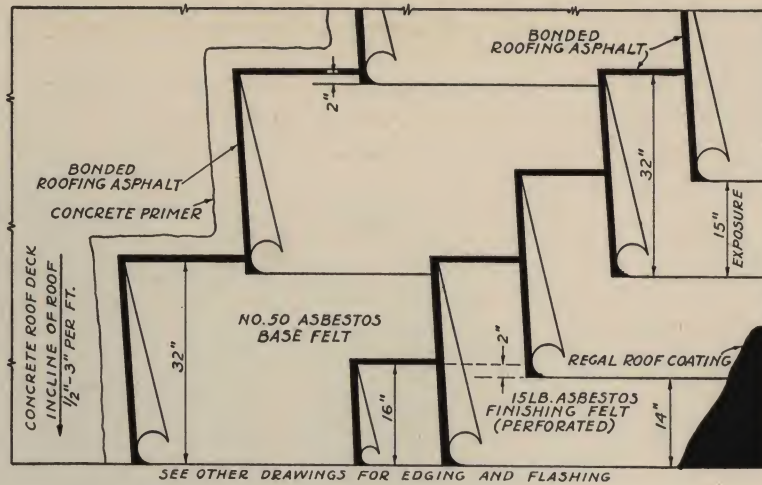 BONDED
ROOFING ASPHALT
2"
BONDED
ROOFING ASPHALT
CONCRETE PRIMER
32"
15"
EXPOSURE
CONCRETE ROOF DECK
INCLINE OF ROOF
1/2"-3" PER FT.
NO. 50 ASBESTOS
BASE FELT
32"
2"
REGAL ROOF COATING
16"
15 LB. ASBESTOS
FINISHING FELT
(PERFORATED)
14"
SEE OTHER DRAWINGS FOR EDGING AND FLASHING